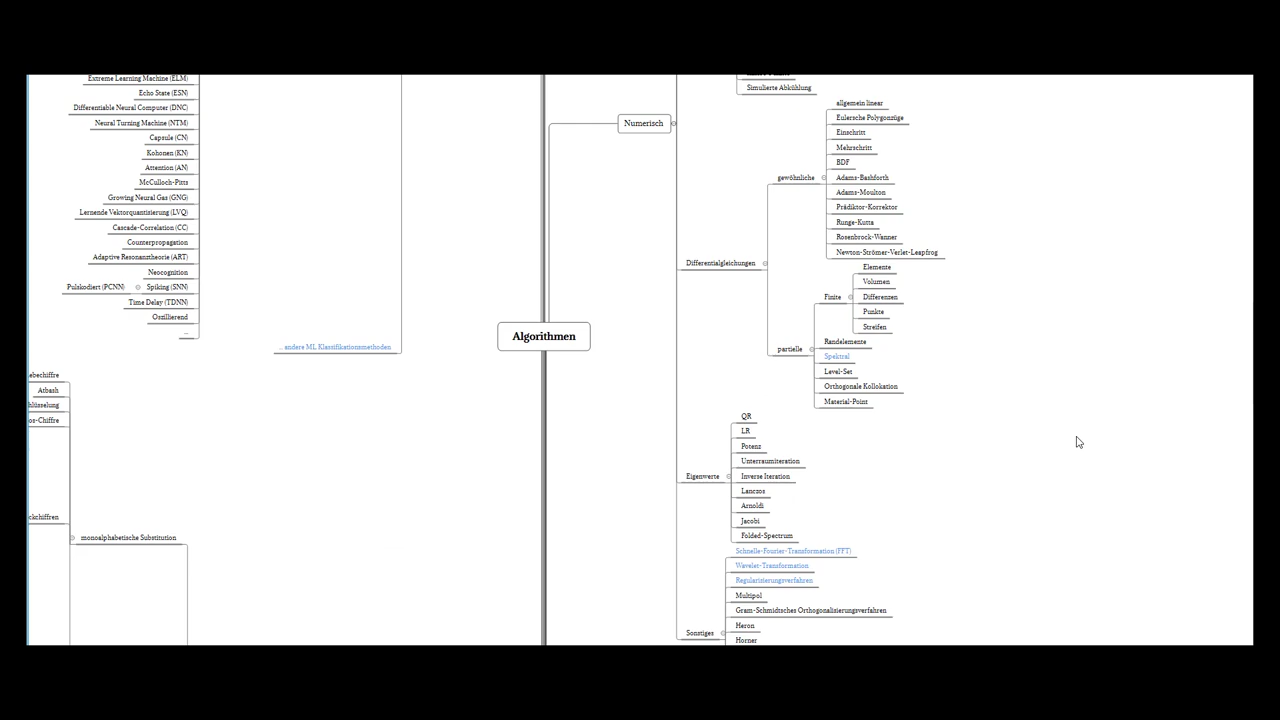 Extreme Learning Machine (ELM)
Echo State (ESN)
Differentiable Neural Computer (DNC)
Neural Turning Machine (NTM)
Capsule (CN)
Kohonen (KN)
Attention (AN)
McCulloch-Pitts
Growing Neural Gas (GNG)
Lernende Vektorquantisierung (LVQ)
Cascade-Correlation (CC)
Counterpropagation
Adaptive Resonanztheorie (ART)
Neocognition
Pulskodiert (PCNN)
Spiking (SNN)
Time Delay (TDNN)
Oszillierend
...
... andere ML Klassifikationsmethoden
ebechiffre
Atbash
hlüsselung
os-Chiffre
ckchiffren
monoalphabetische Substitution
Algorithmen
Numerisch
Simulierte Abkühlung
Differentialgleichungen
gewöhnliche
allgemein linear
Eulersche Polygonzüge
Einschritt
Mehrschritt
BDF
Adams-Bashforth
Adams-Moulton
Prädiktor-Korrektor
Runge-Kutta
Rosenbrock-Wanner
Newton-Strömer-Verlet-Leapfrog
partielle
Finite
Elemente
Volumen
Differenzen
Punkte
Streifen
Randelemente
Spektral
Level-Set
Orthogonale Kollokation
Material-Point
Eigenwerte
QR
LR
Potenz
Unterraumiteration
Inverse Iteration
Lanczos
Arnoldi
Jacobi
Folded-Spectrum
Sonstiges
Schnelle-Fourier-Transformation (FFT)
Wavelet-Transformation
Regularisierungsverfahren
Multipol
Gram-Schmidtsches Orthogonalisierungsverfahren
Heron
Horner